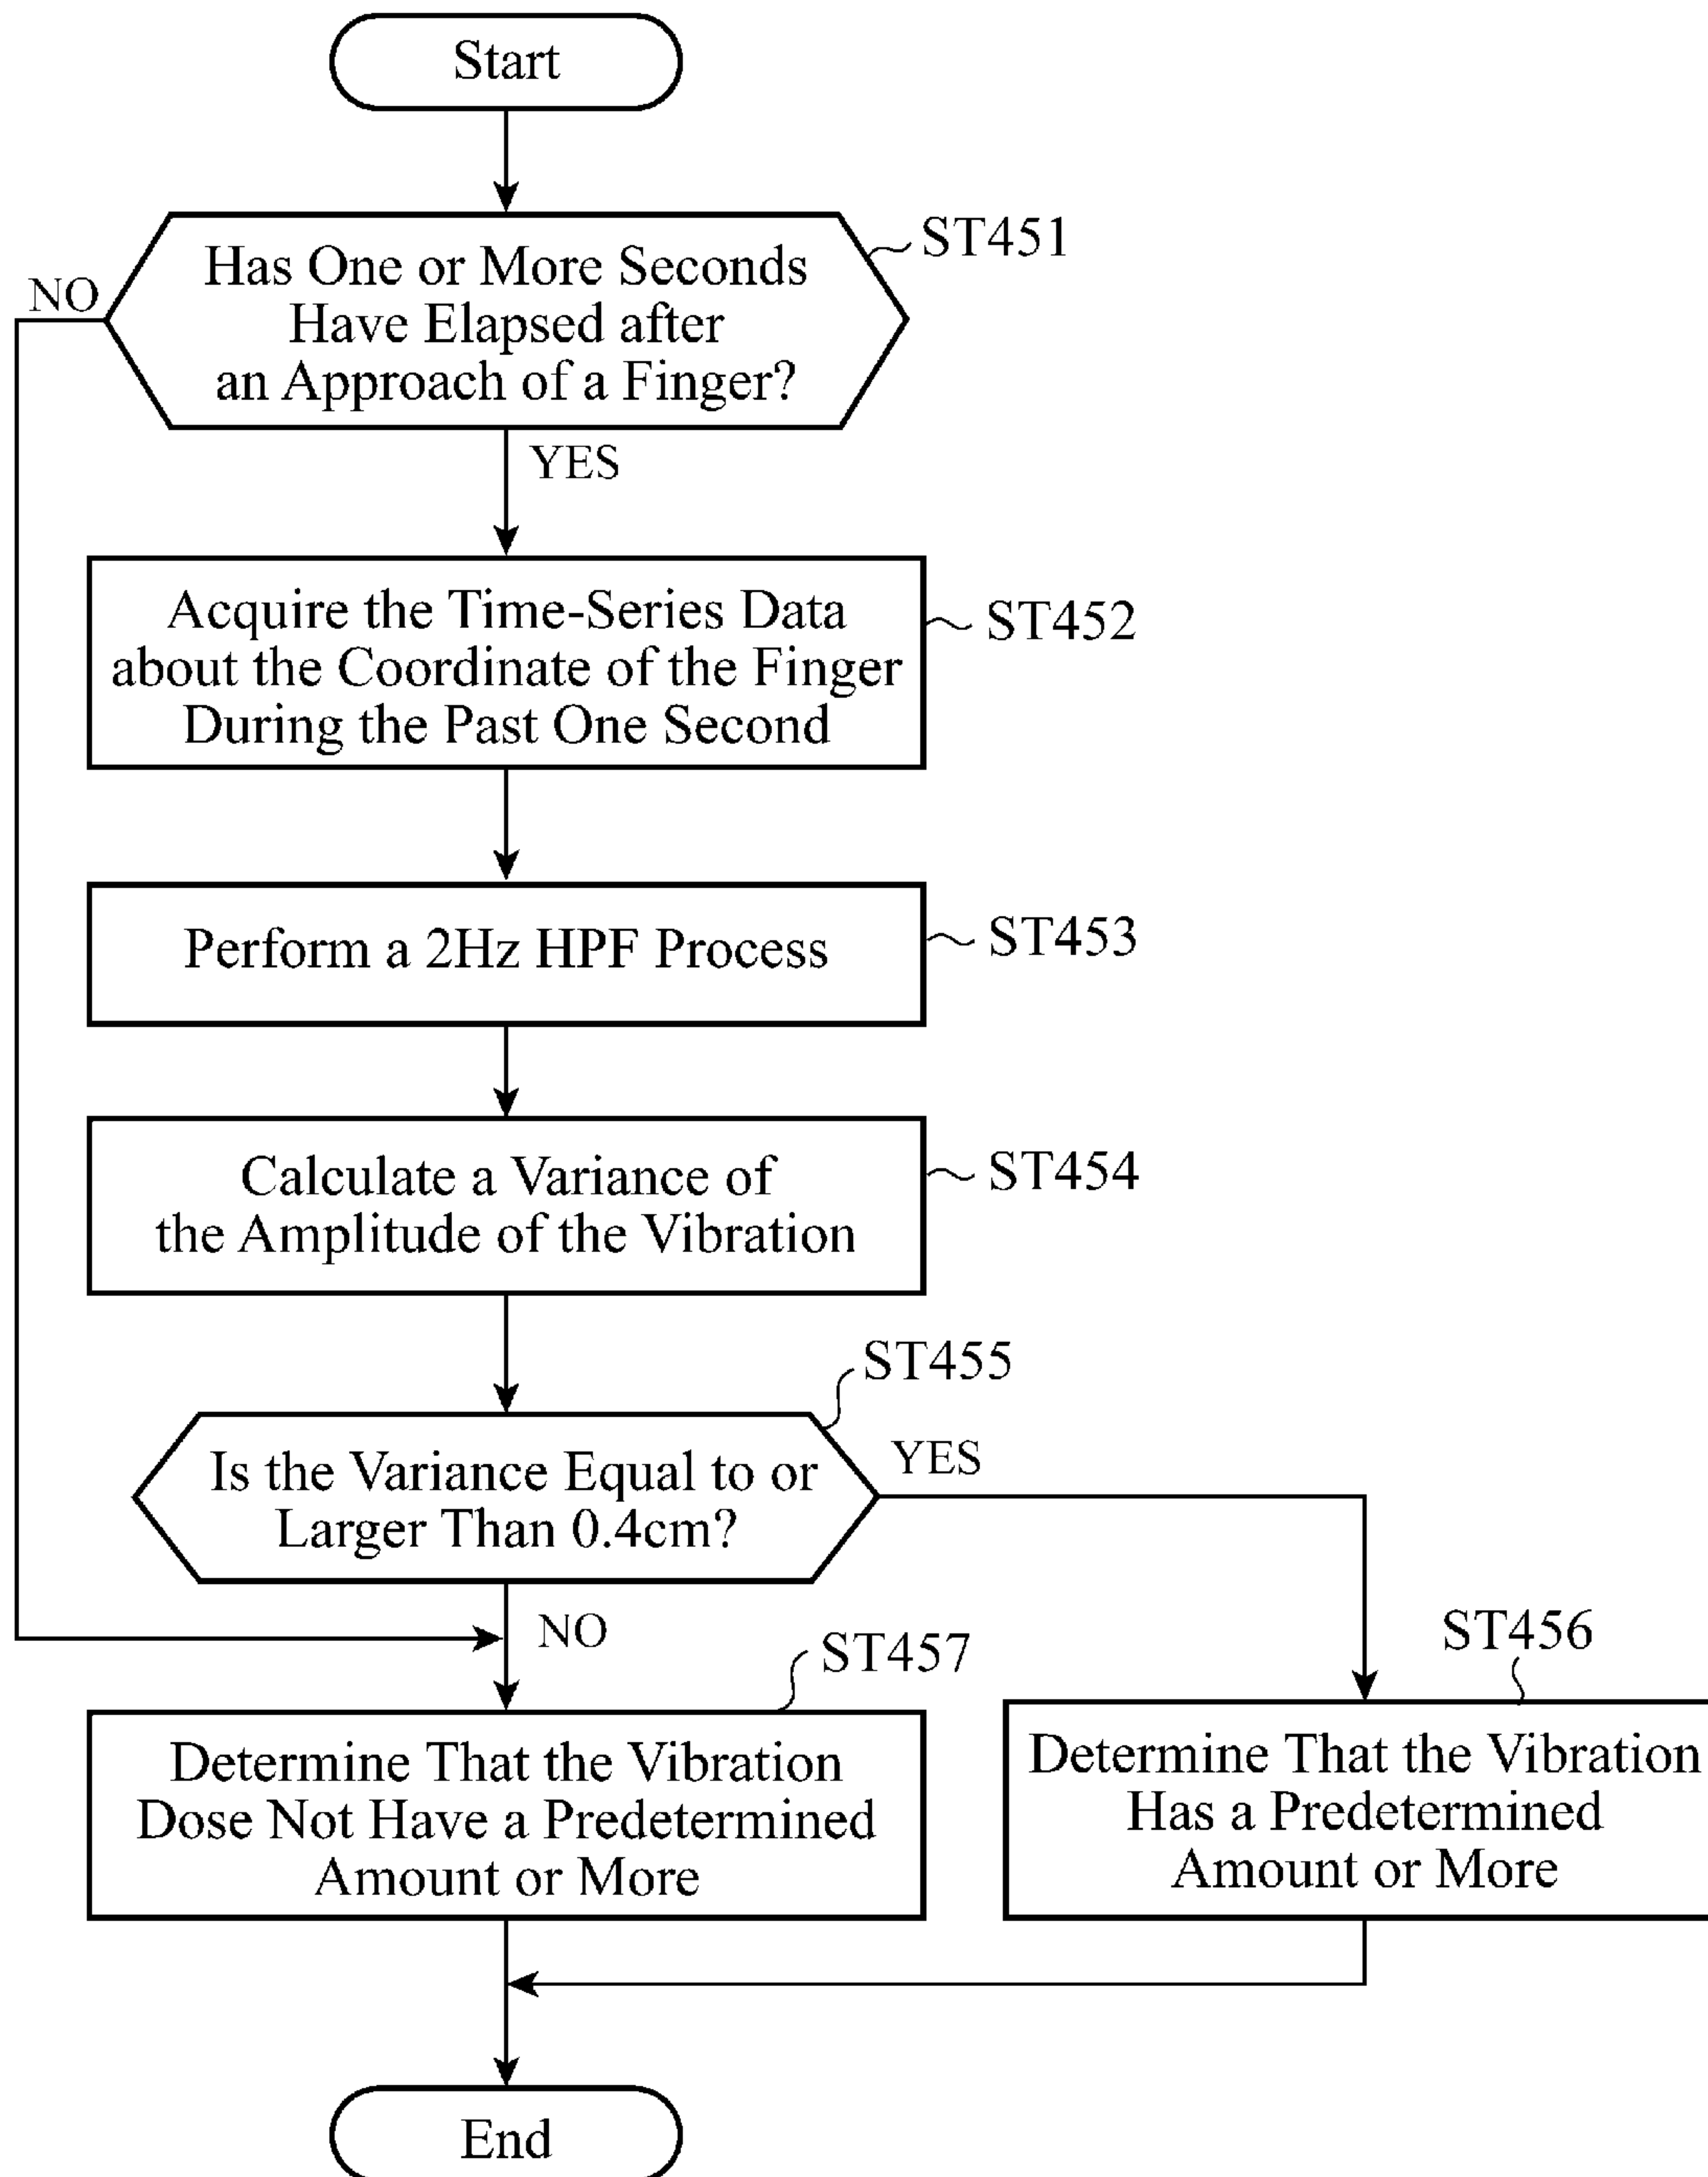 Start
ST451
Has One or More Seconds
Have Elapsed after
an Approach of a Finger?
NO
YES
Acquire the Time-Series Data
about the Coordinate of the Finger
During the Past One Second
ST452
Perform a 2Hz HPF Process
ST453
Calculate a Variance of
the Amplitude of the Vibration
ST454
ST455
Is the Variance Equal to or
Larger Than 0.4cm?
YES
NO
ST457
Determine That the Vibration
Dose Not Have a Predetermined
Amount or More
ST456
Determine That the Vibration
Has a Predetermined
Amount or More
End